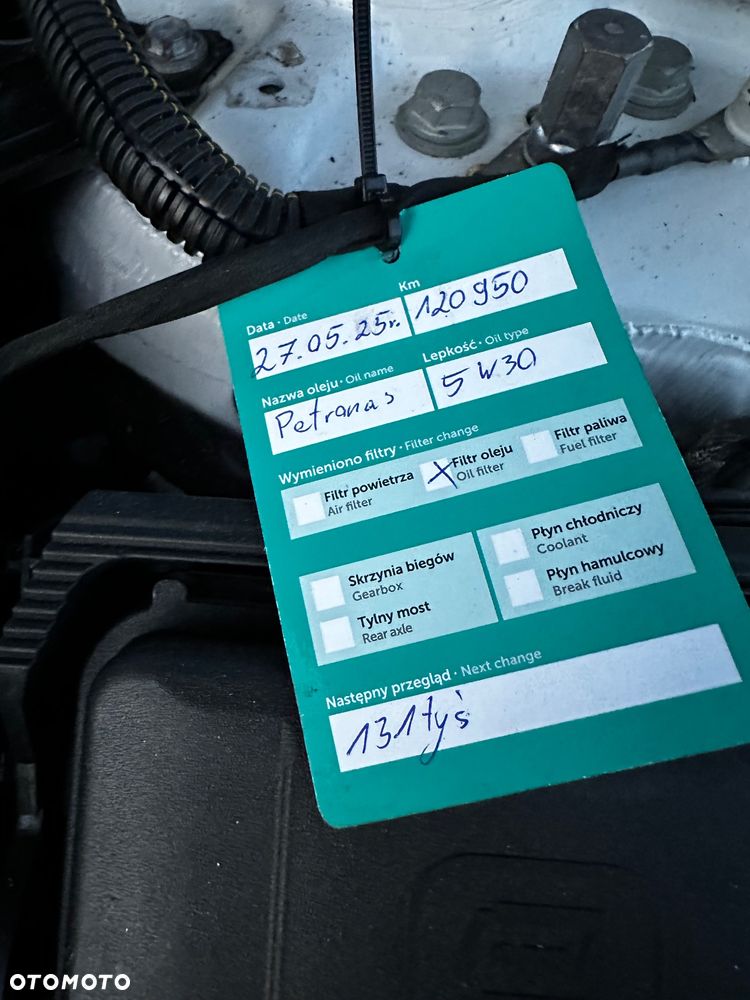 Data · Date
Km
27.05.25r.
120 950
Nazwa oleju · Oil name
Lepkość · Oil type
Petronas
5W30
Wymieniono filtry · Filter change
Filtr powietrza
Air filter
X
Filtr oleju
Oil filter
Filtr paliwa
Fuel filter
Skrzynia biegów
Gearbox
Tylny most
Rear axle
Płyn chłodniczy
Coolant
Płyn hamulcowy
Break fluid
Następny przegląd · Next change
131 tyś
OTOMOTO